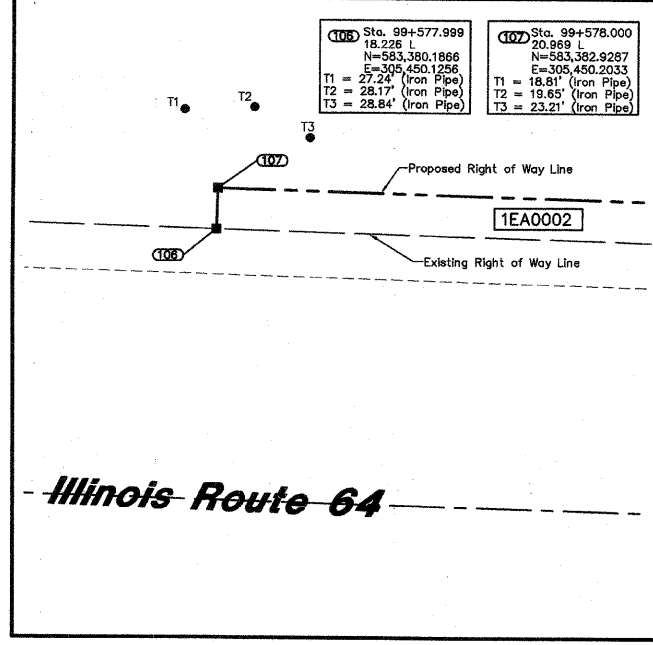 106 Sta. 99+577.999
18.226 L
N=583,380.1866
E=305,450.1256
T1 = 27.24' (Iron Pipe)
T2 = 28.17' (Iron Pipe)
T3 = 28.84' (Iron Pipe)
107 Sta. 99+578.000
20.969 L
N=583,382.9287
E=305,450.2033
T1 = 18.81' (Iron Pipe)
T2 = 19.65' (Iron Pipe)
T3 = 23.21' (Iron Pipe)
T1
T2
T3
107
Proposed Right of Way Line
1EA0002
106
Existing Right of Way Line
Illinois Route 64